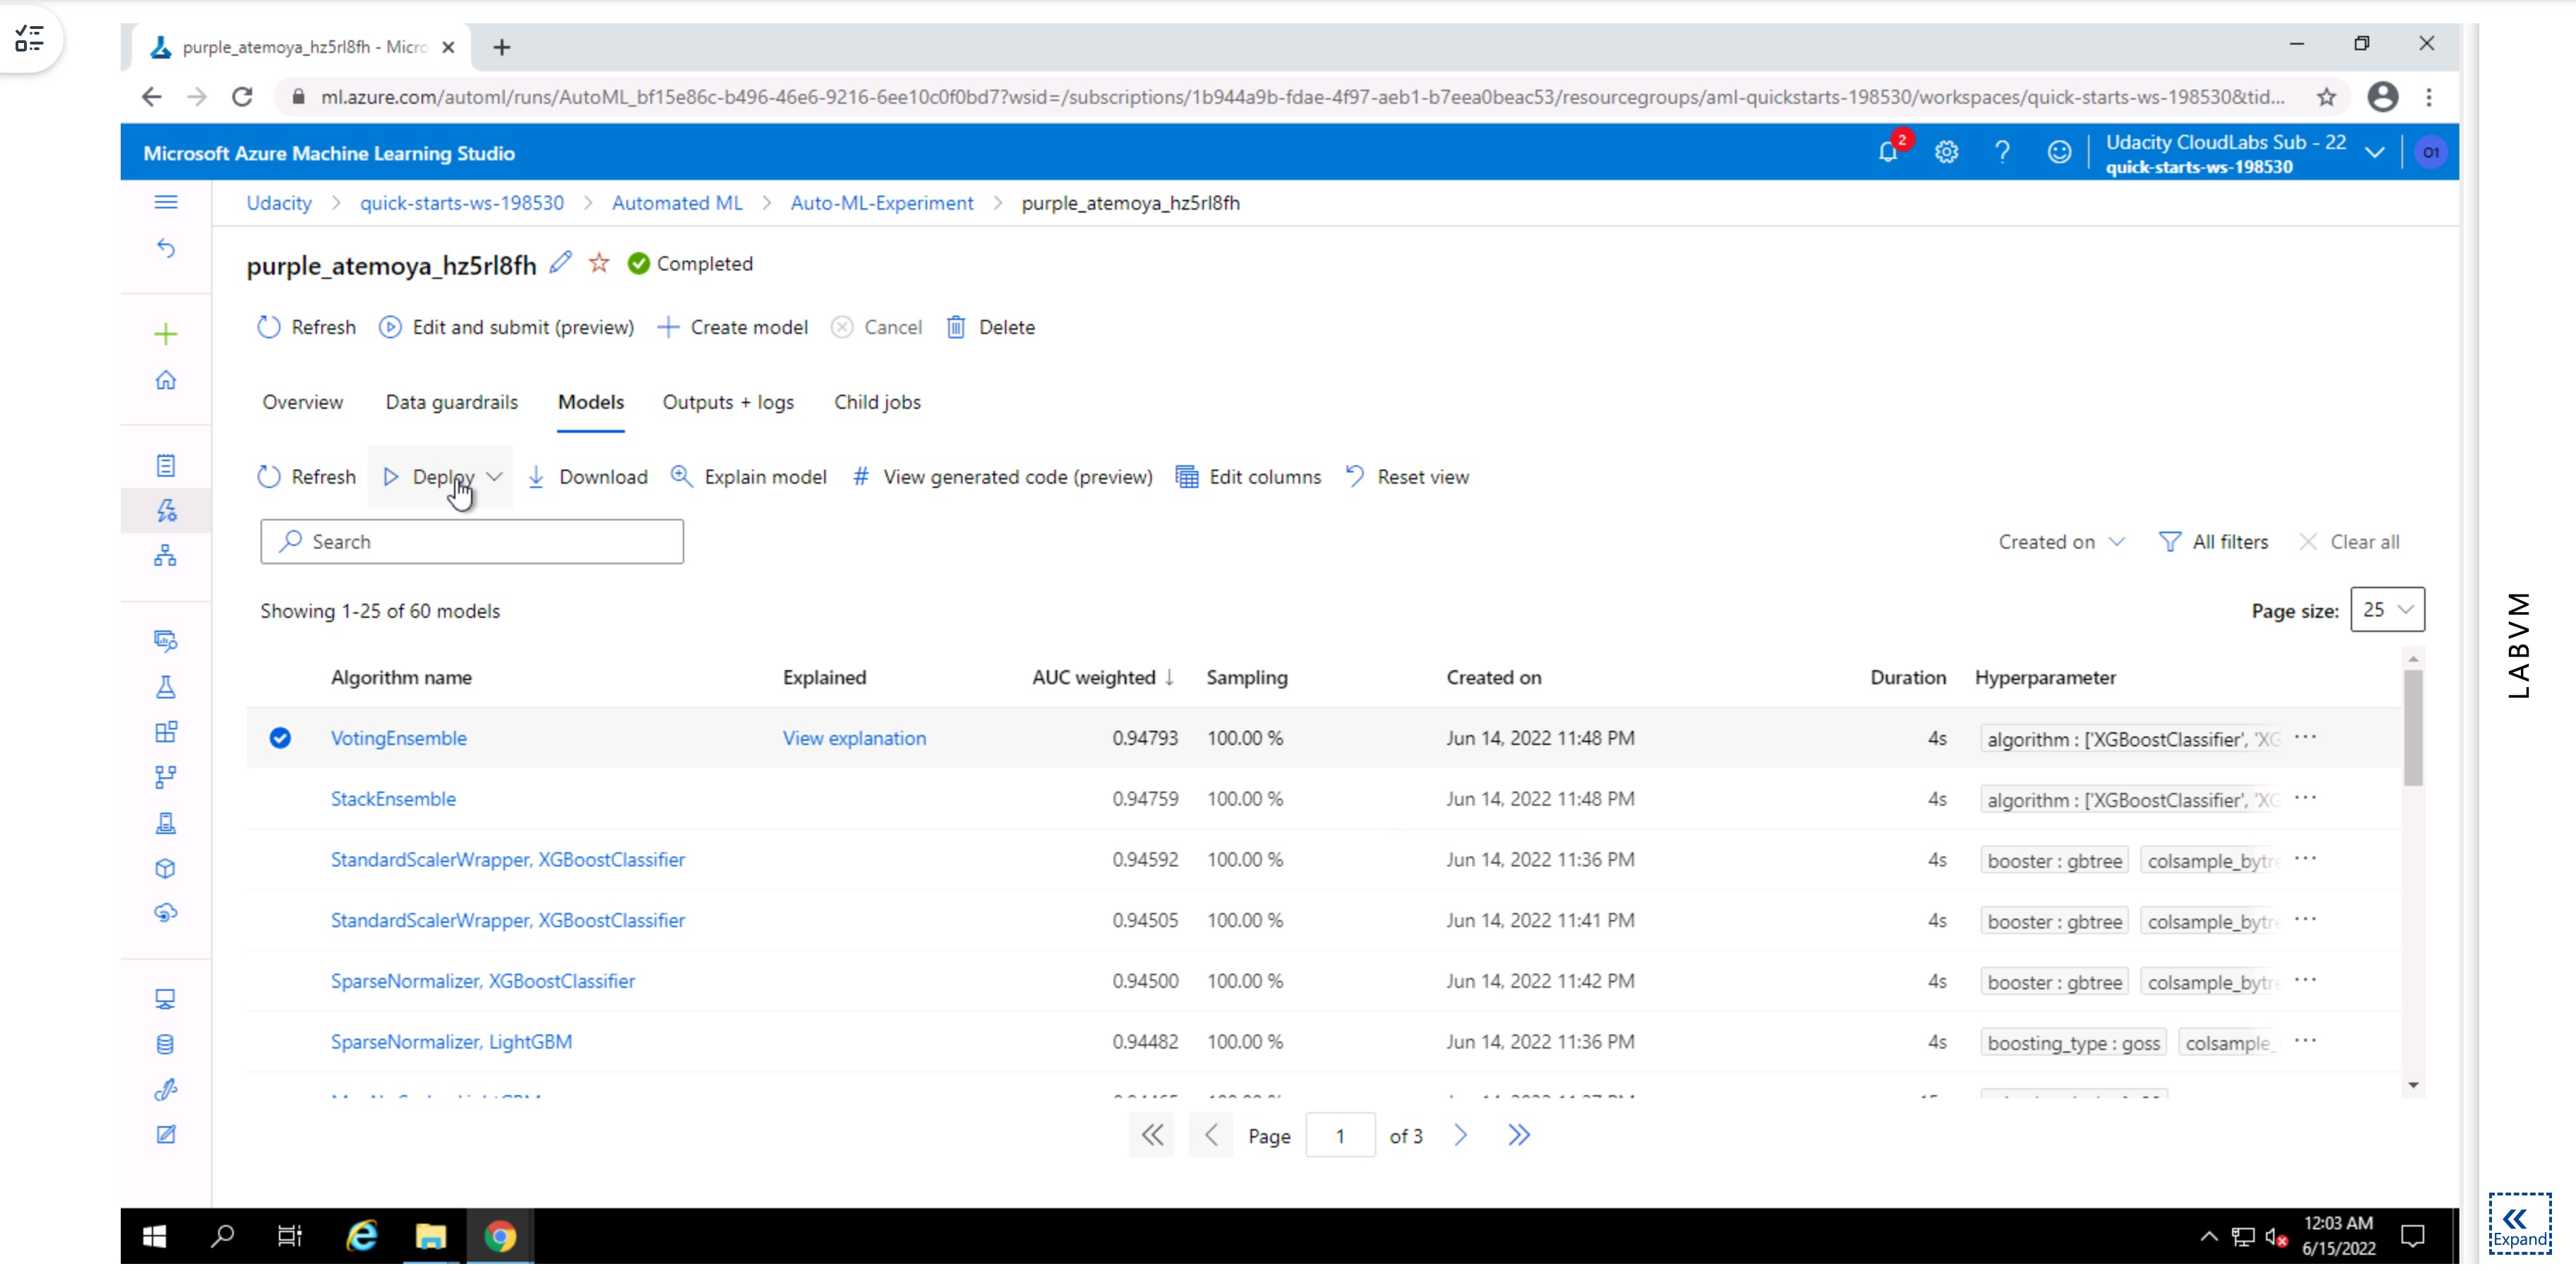 purple_atemoya_hz5rl8fh - Micro
ml.azure.com/automl/runs/AutoML_bf15e86c-b496-46e6-9216-6ee10c0f0bd7?wsid=/subscriptions/1b944a9b-fdae-4f97-aeb1-b7eea0beac53/resourcegroups/aml-quickstarts-198530/workspaces/quick-starts-ws-198530&tid...
Microsoft Azure Machine Learning Studio
2
Udacity CloudLabs Sub - 22
quick-starts-ws-198530
O1
Udacity > quick-starts-ws-198530 > Automated ML > Auto-ML-Experiment > purple_atemoya_hz5rl8fh
purple_atemoya_hz5rl8fh Completed
Refresh Edit and submit (preview) Create model Cancel Delete
Overview Data guardrails Models Outputs + logs Child jobs
Refresh Deploy Download Explain model # View generated code (preview) Edit columns Reset view
Search
Created on All filters Clear all
Showing 1-25 of 60 models
Page size: 25
Algorithm name Explained AUC weighted ↓ Sampling Created on Duration Hyperparameter
VotingEnsemble View explanation 0.94793 100.00 % Jun 14, 2022 11:48 PM 4s algorithm : ['XGBoostClassifier', 'XG ...
StackEnsemble 0.94759 100.00 % Jun 14, 2022 11:48 PM 4s algorithm : ['XGBoostClassifier', 'XG ...
StandardScalerWrapper, XGBoostClassifier 0.94592 100.00 % Jun 14, 2022 11:36 PM 4s booster : gbtree colsample_bytre ...
StandardScalerWrapper, XGBoostClassifier 0.94505 100.00 % Jun 14, 2022 11:41 PM 4s booster : gbtree colsample_bytre ...
SparseNormalizer, XGBoostClassifier 0.94500 100.00 % Jun 14, 2022 11:42 PM 4s booster : gbtree colsample_bytre ...
SparseNormalizer, LightGBM 0.94482 100.00 % Jun 14, 2022 11:36 PM 4s boosting_type : goss colsample_ ...
Page 1 of 3
LABVM
12:03 AM
6/15/2022
Expand